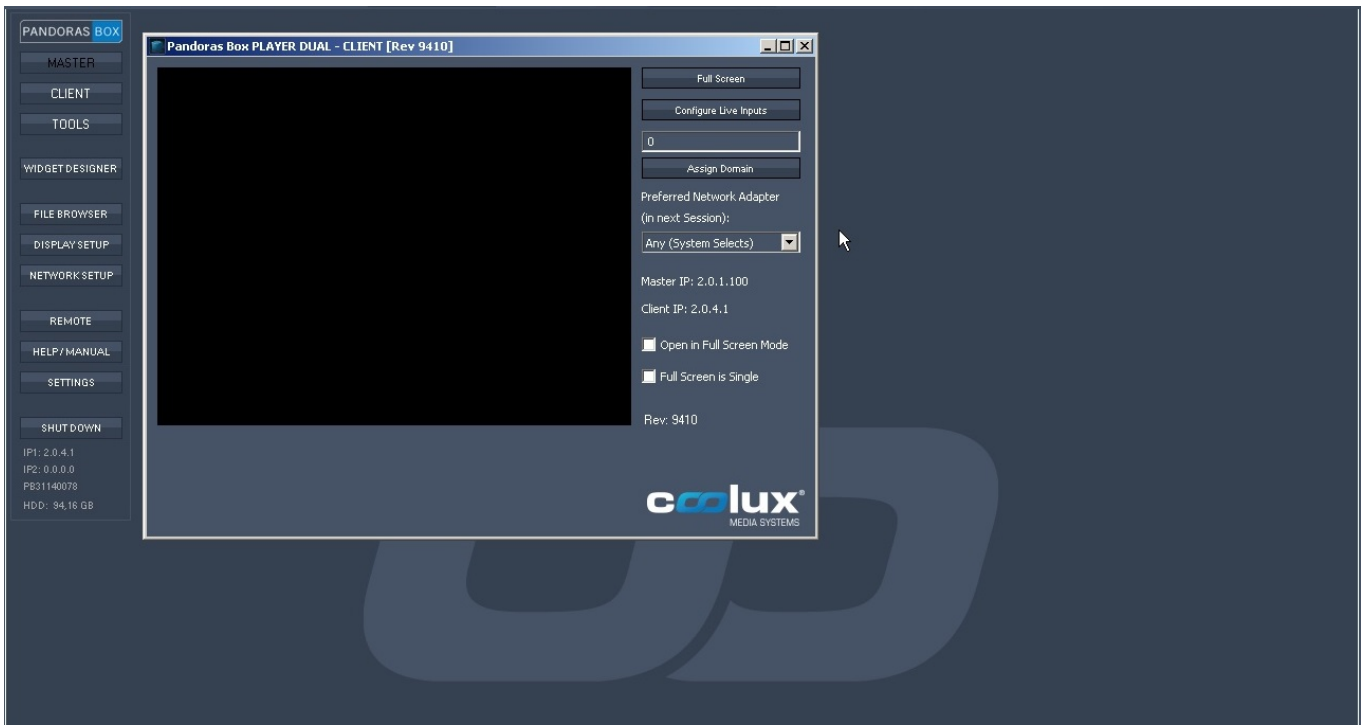 PANDORAS BOX
MASTER
CLIENT
TOOLS
WIDGET DESIGNER
FILE BROWSER
DISPLAY SETUP
NETWORK SETUP
REMOTE
HELP / MANUAL
SETTINGS
SHUT DOWN
IP1: 2.0.4.1
IP2: 0.0.0.0
PB31140078
HDD: 94,16 GB
Pandoras Box PLAYER DUAL - CLIENT [Rev 9410]
Full Screen
Configure Live Inputs
0
Assign Domain
Preferred Network Adapter
(in next Session):
Any (System Selects)
Master IP: 2.0.1.100
Client IP: 2.0.4.1
Open in Full Screen Mode
Full Screen is Single
Rev: 9410
coolux®
MEDIA SYSTEMS